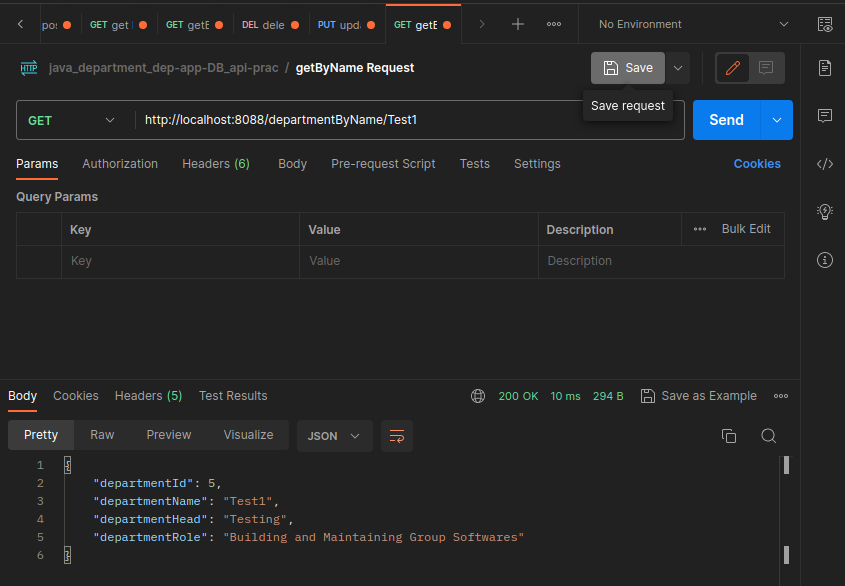 pos GET get GET getE DEL dele PUT upda GET getE No Environment
HTTP java_department_dep-app-DB_api-prac / getByName Request Save
Save request
GET http://localhost:8088/departmentByName/Test1 Send
Params Authorization Headers (6) Body Pre-request Script Tests Settings Cookies
Query Params
Key Value Description Bulk Edit
Key Value Description
Body Cookies Headers (5) Test Results 200 OK 10 ms 294 B Save as Example
Pretty Raw Preview Visualize JSON
1 {
2 "departmentId": 5,
3 "departmentName": "Test1",
4 "departmentHead": "Testing",
5 "departmentRole": "Building and Maintaining Group Softwares"
6 }